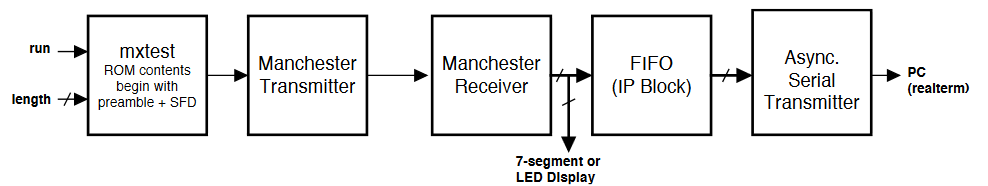 run
length
mxtest
ROM contents
begin with
preamble + SFD
Manchester
Transmitter
Manchester
Receiver
7-segment or
LED Display
FIFO
(IP Block)
Async.
Serial
Transmitter
PC
(realterm)